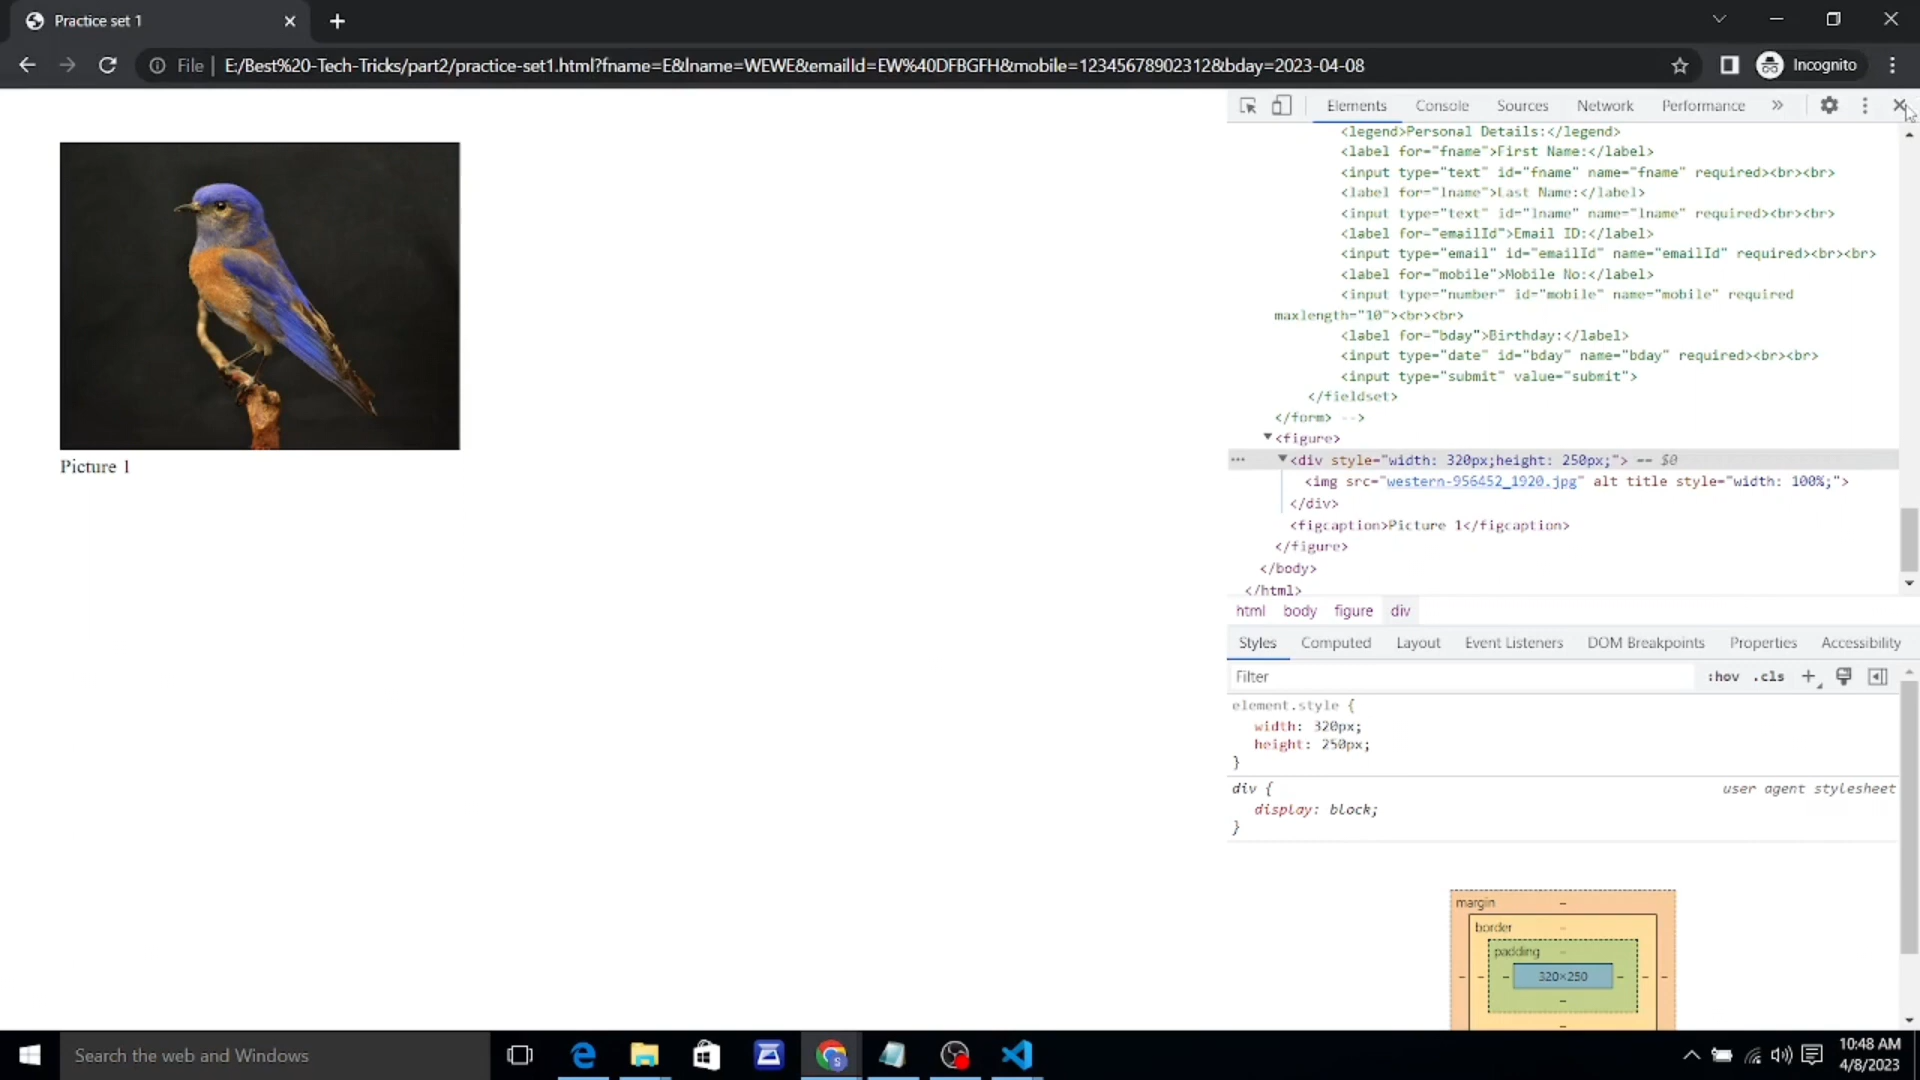 Practice set 1
File | E:/Best%20-Tech-Tricks/part2/practice-set1.html?fname=E&lname=WEWE&emailId=EW%40DFBGFH&mobile=12345678902312&bday=2023-04-08
Incognito
Picture 1
Elements Console Sources Network Performance »
<legend>Personal Details:</legend>
<label for="fname">First Name:</label>
<input type="text" id="fname" name="fname" required><br><br>
<label for="lname">Last Name:</label>
<input type="text" id="lname" name="lname" required><br><br>
<label for="emailId">Email ID:</label>
<input type="email" id="emailId" name="emailId" required><br><br>
<label for="mobile">Mobile No:</label>
<input type="number" id="mobile" name="mobile" required
maxlength="10"><br><br>
<label for="bday">Birthday:</label>
<input type="date" id="bday" name="bday" required><br><br>
<input type="submit" value="submit">
</fieldset>
</form> -->
<figure>
<div style="width: 320px;height: 250px;"> == $0
<img src="western-956452_1920.jpg" alt title style="width: 100%;">
</div>
<figcaption>Picture 1</figcaption>
</figure>
</body>
</html>
html body figure div
Styles Computed Layout Event Listeners DOM Breakpoints Properties Accessibility
Filter :hov .cls
element.style {
width: 320px;
height: 250px;
}
div { user agent stylesheet
display: block;
}
margin –
border –
padding –
– – – 320×250 – – –
–
–
Search the web and Windows
10:48 AM
4/8/2023